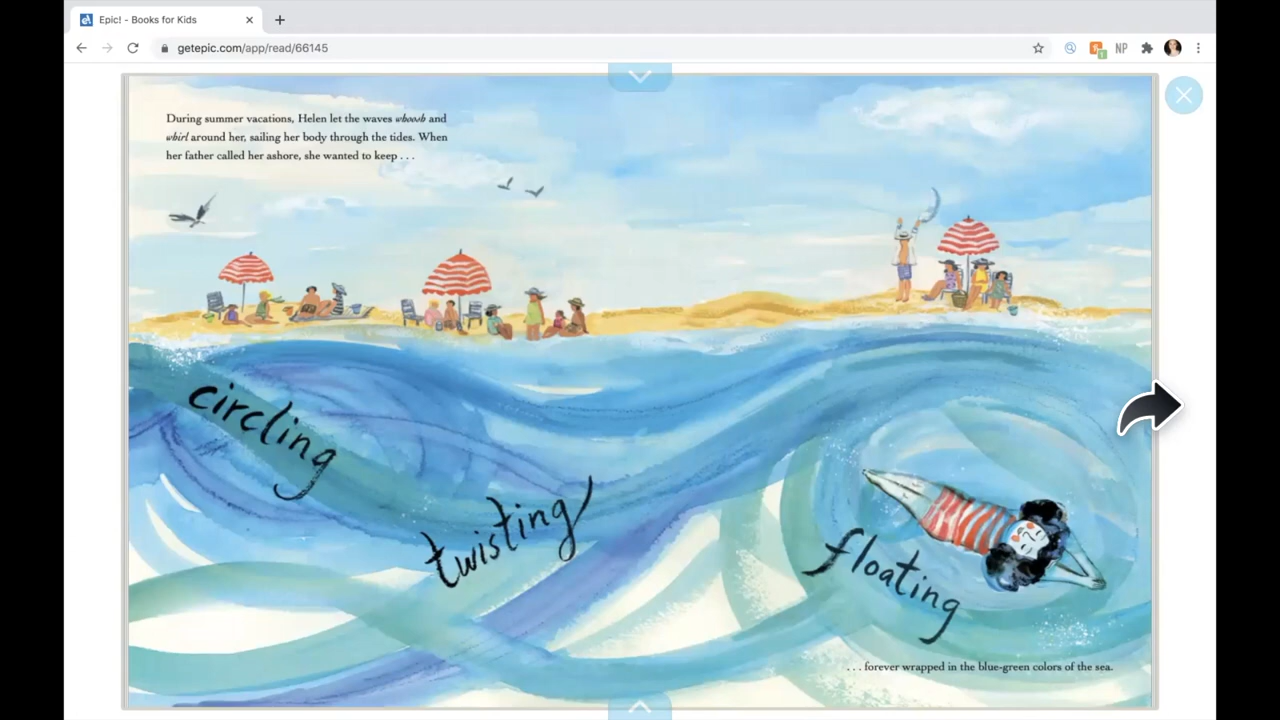 Epic! - Books for Kids
getepic.com/app/read/66145
NP
During summer vacations, Helen let the waves whoosh and
whirl around her, sailing her body through the tides. When
her father called her ashore, she wanted to keep . . .
circling
twisting
floating
. . . forever wrapped in the blue-green colors of the sea.